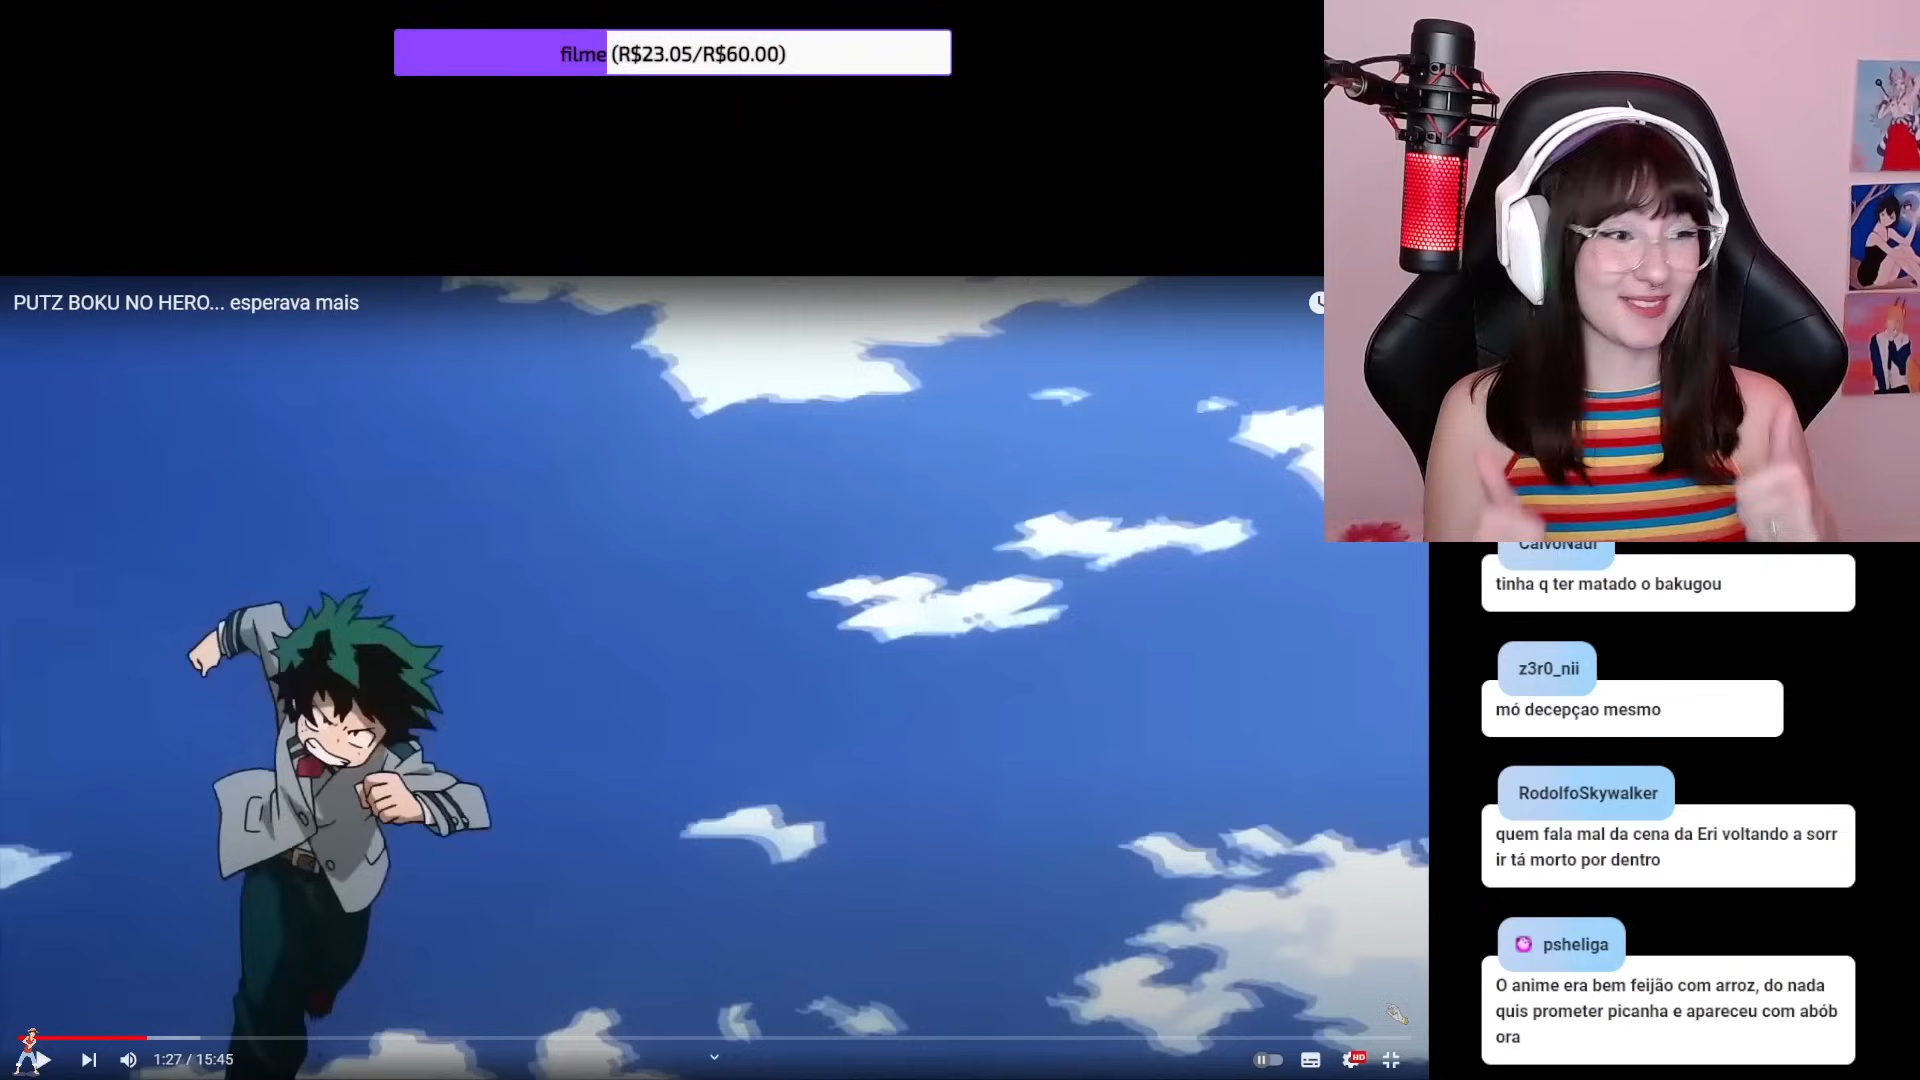 filme (R$23.05/R$60.00)
PUTZ BOKU NO HERO... esperava mais
CalvoNaut
tinha q ter matado o bakugou
z3r0_nii
mó decepçao mesmo
RodolfoSkywalker
quem fala mal da cena da Eri voltando a sorr
ir tá morto por dentro
psheliga
O anime era bem feijão com arroz, do nada
quis prometer picanha e apareceu com abób
ora
1:27 / 15:45
HD